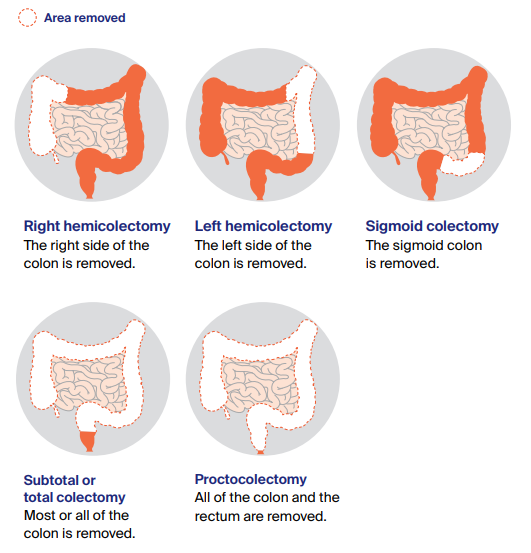 Area removed
Right hemicolectomy
The right side of the
colon is removed.
Left hemicolectomy
The left side of the
colon is removed.
Sigmoid colectomy
The sigmoid colon
is removed.
Subtotal or
total colectomy
Most or all of the
colon is removed.
Proctocolectomy
All of the colon and the
rectum are removed.